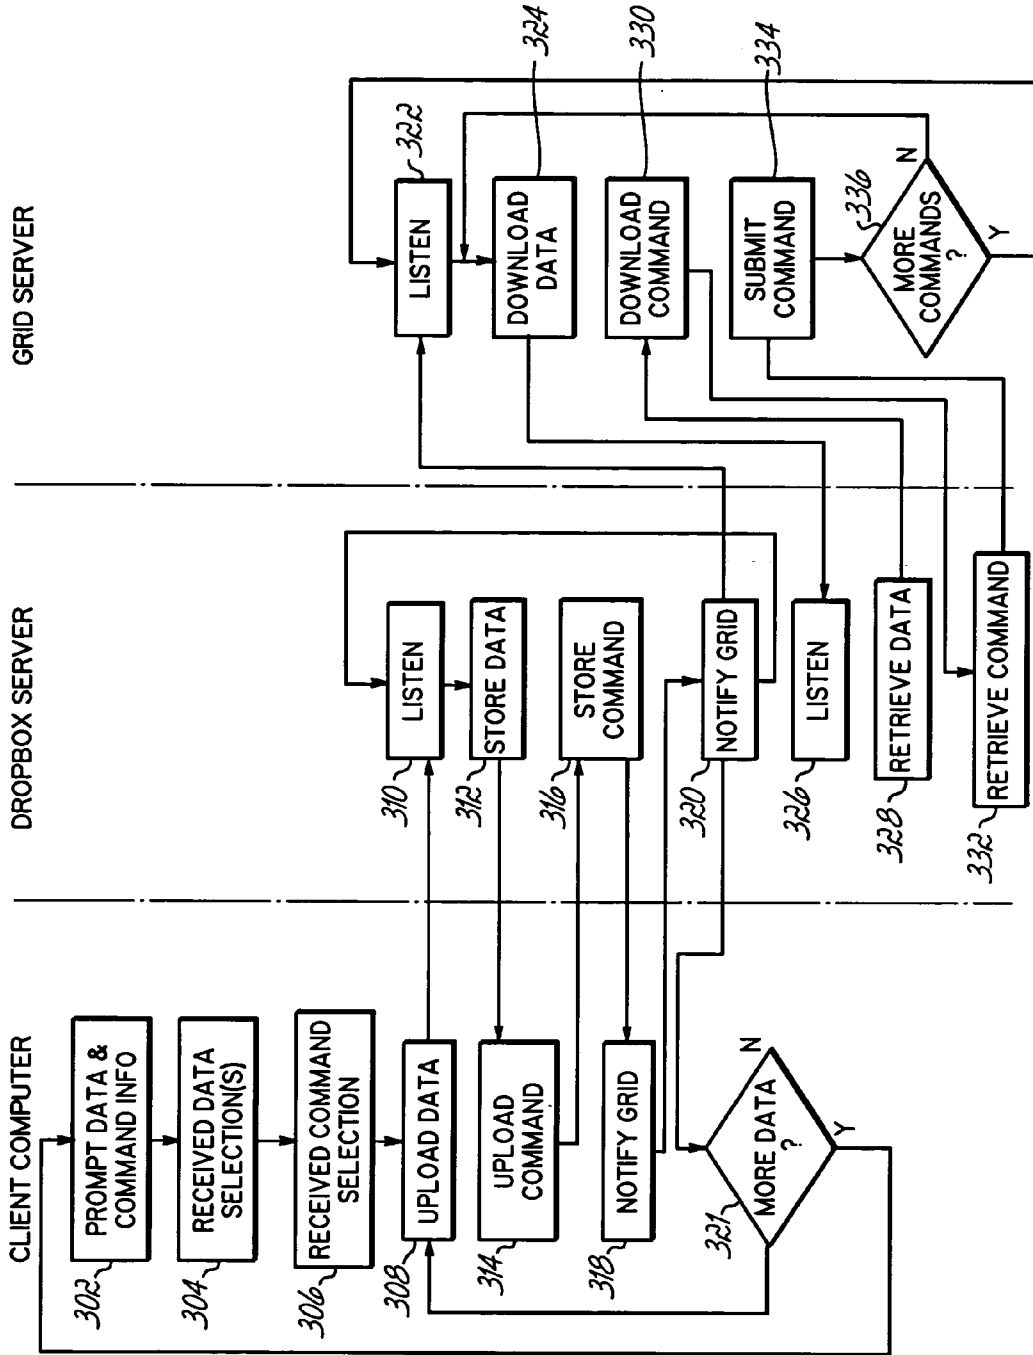 CLIENT COMPUTER
302
PROMPT DATA &
COMMAND INFO
304
RECEIVED DATA
SELECTION(S)
306
RECEIVED COMMAND
SELECTION
308
UPLOAD DATA
314
UPLOAD
COMMAND
318
NOTIFY GRID
321
MORE DATA
?
N
Y
DROPBOX SERVER
310
LISTEN
312
STORE DATA
316
STORE
COMMAND
320
NOTIFY GRID
326
LISTEN
328
RETRIEVE DATA
332
RETRIEVE COMMAND
GRID SERVER
LISTEN
322
DOWNLOAD
DATA
324
DOWNLOAD
COMMAND
330
SUBMIT
COMMAND
334
MORE
COMMANDS
?
336
N
Y